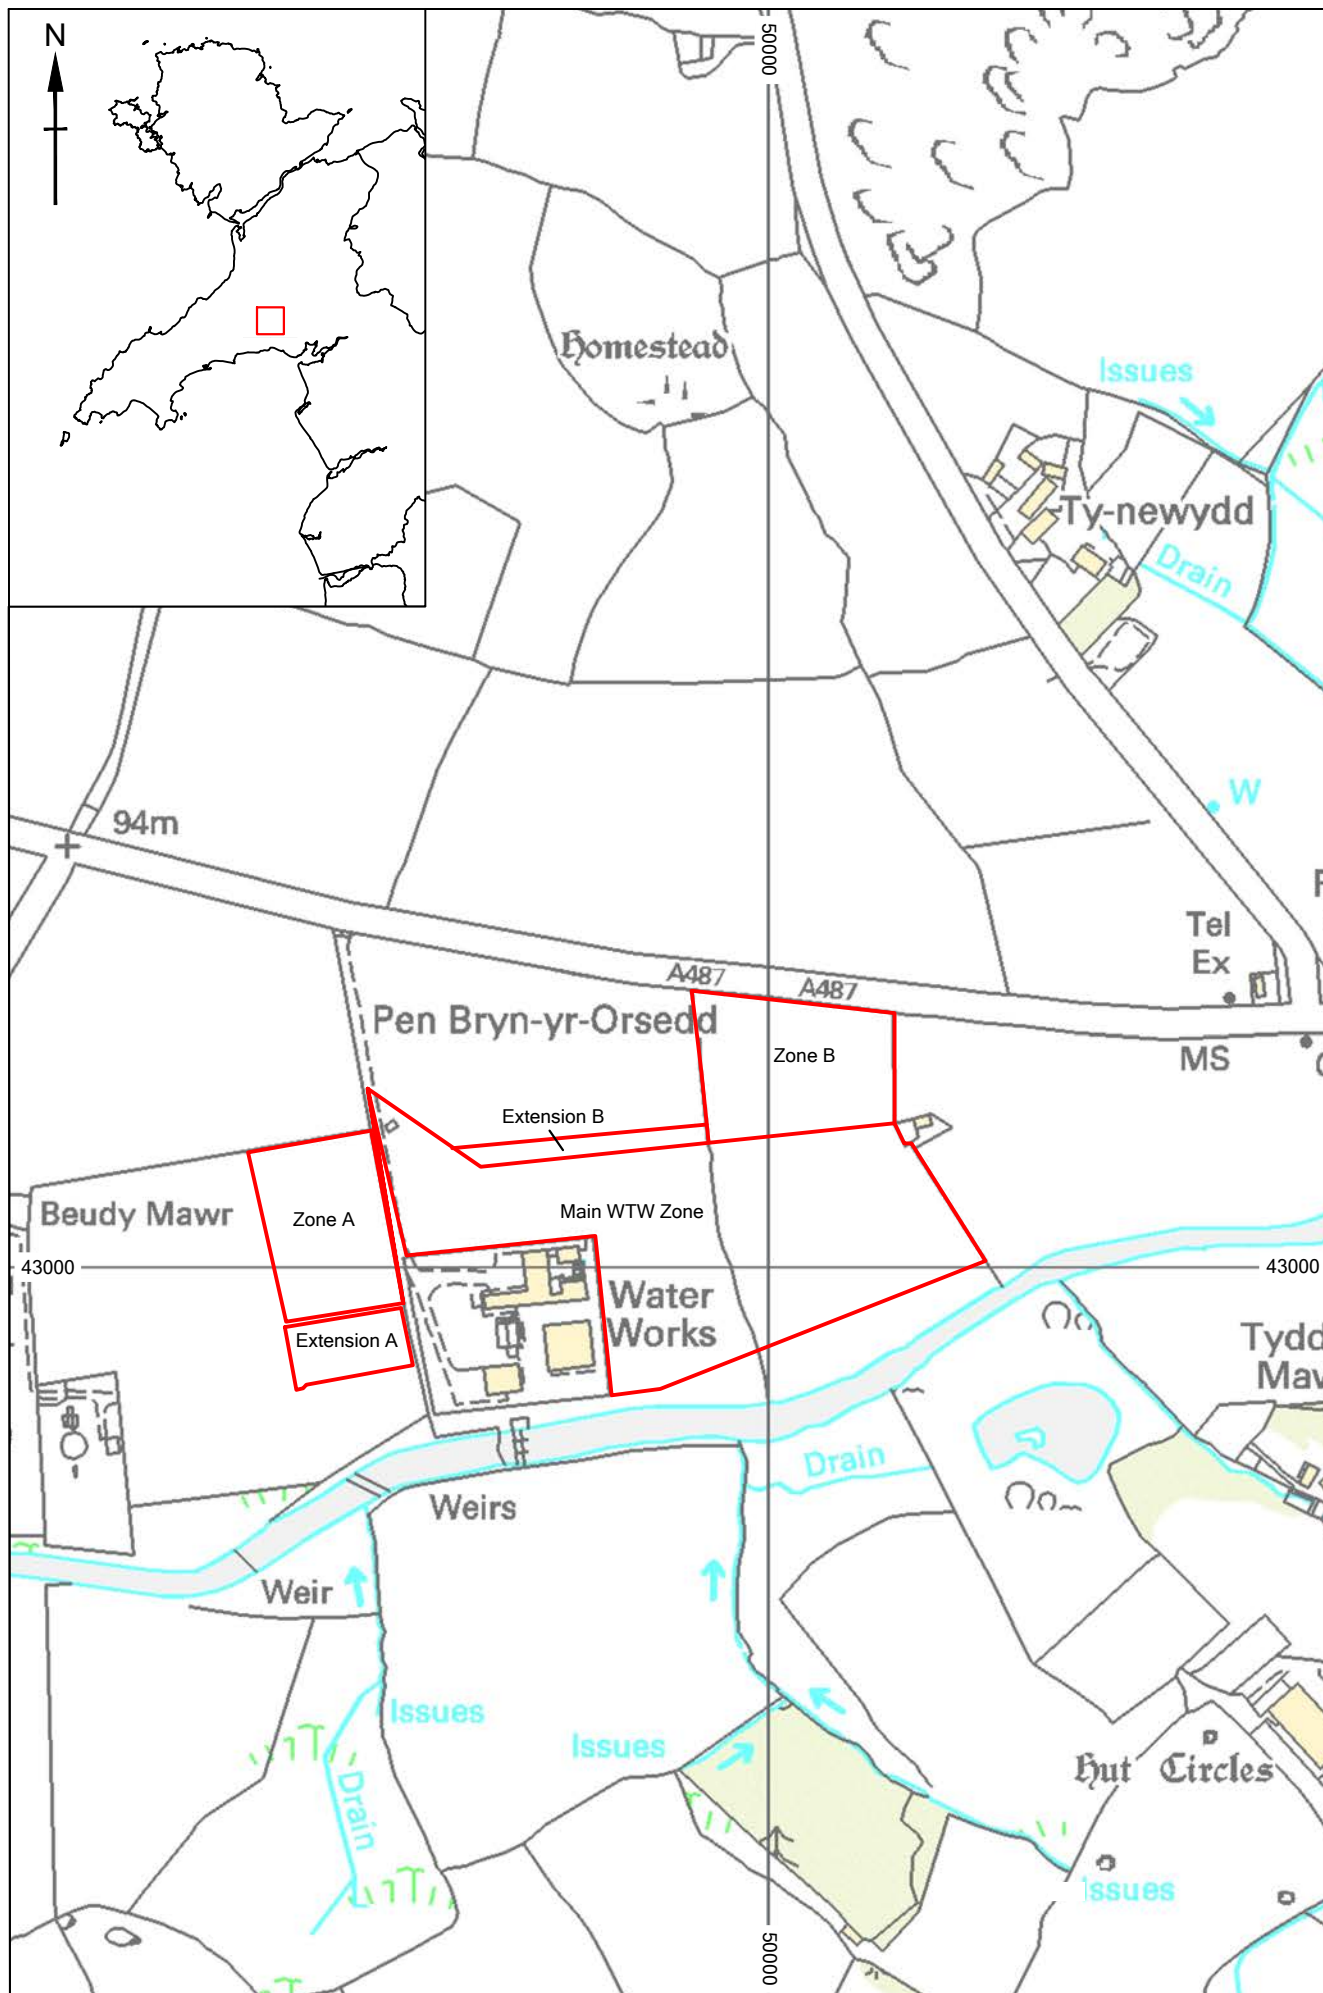 N
50000
Homestead
Issues
Ty-newydd
Drain
W
94m
Tel
Ex
A487
A487
Pen Bryn-yr-Orsedd
Zone B
MS
Extension B
Beudy Mawr
Zone A
Main WTW Zone
43000
43000
Water
Works
Extension A
Tydd
Drain
Weirs
Weir
Issues
Issues
Drain
Hut Circles
Issues
50000